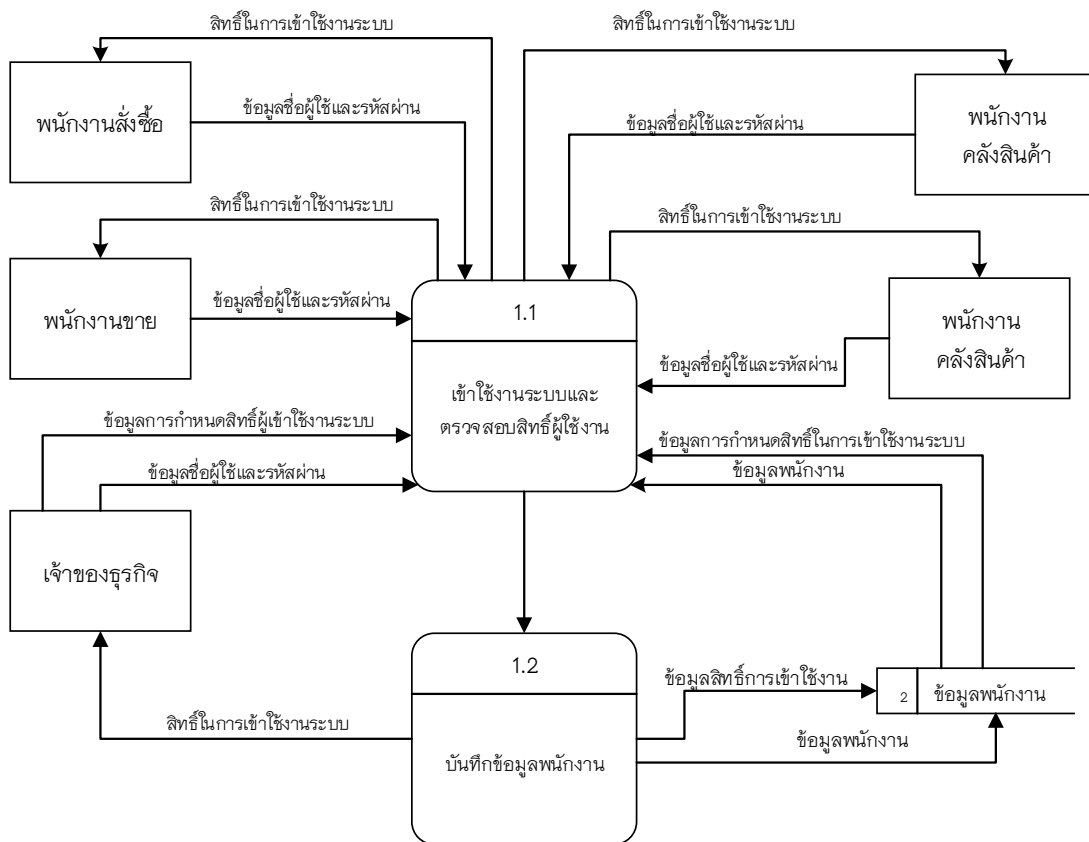 สิทธิ์ในการเข้าใช้งานระบบ
สิทธิ์ในการเข้าใช้งานระบบ
พนักงานสั่งซื้อ
ข้อมูลชื่อผู้ใช้และรหัสผ่าน
ข้อมูลชื่อผู้ใช้และรหัสผ่าน
พนักงาน
คลังสินค้า
สิทธิ์ในการเข้าใช้งานระบบ
สิทธิ์ในการเข้าใช้งานระบบ
พนักงานขาย
ข้อมูลชื่อผู้ใช้และรหัสผ่าน
1.1
พนักงาน
คลังสินค้า
ข้อมูลชื่อผู้ใช้และรหัสผ่าน
เข้าใช้งานระบบและ
ตรวจสอบสิทธิ์ผู้ใช้งาน
ข้อมูลการกำหนดสิทธิ์ผู้เข้าใช้งานระบบ
ข้อมูลการกำหนดสิทธิ์ในการเข้าใช้งานระบบ
ข้อมูลชื่อผู้ใช้และรหัสผ่าน
ข้อมูลพนักงาน
เจ้าของธุรกิจ
1.2
ข้อมูลสิทธิ์การเข้าใช้งาน
2 ข้อมูลพนักงาน
สิทธิ์ในการเข้าใช้งานระบบ
ข้อมูลพนักงาน
บันทึกข้อมูลพนักงาน